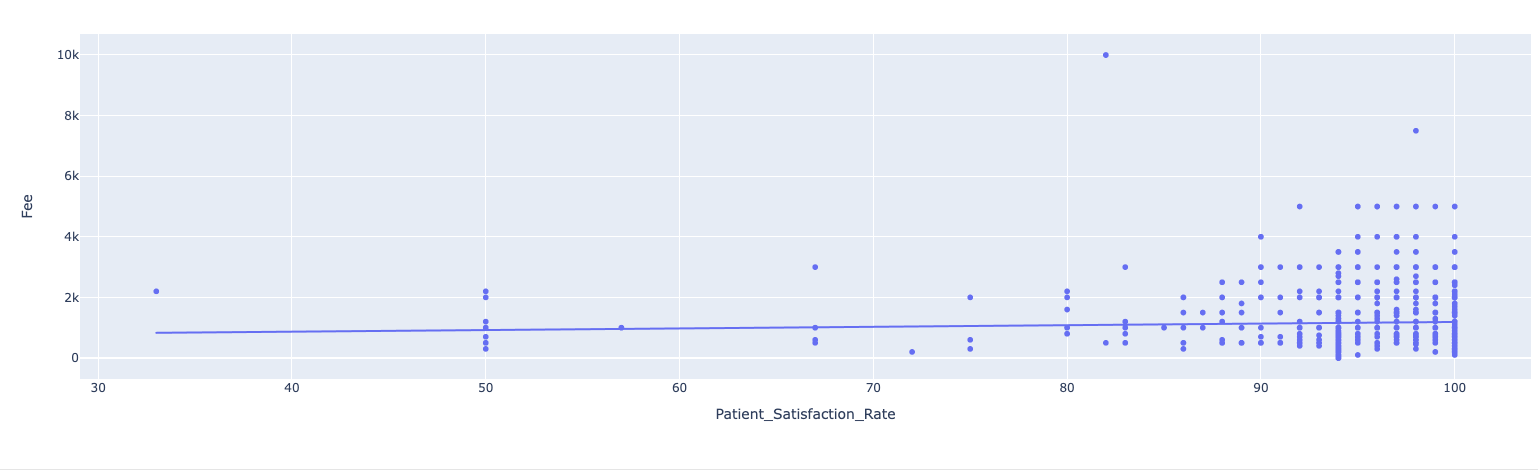 10k
8k
6k
4k
2k
0
Fee
30 40 50 60 70 80 90 100
Patient_Satisfaction_Rate